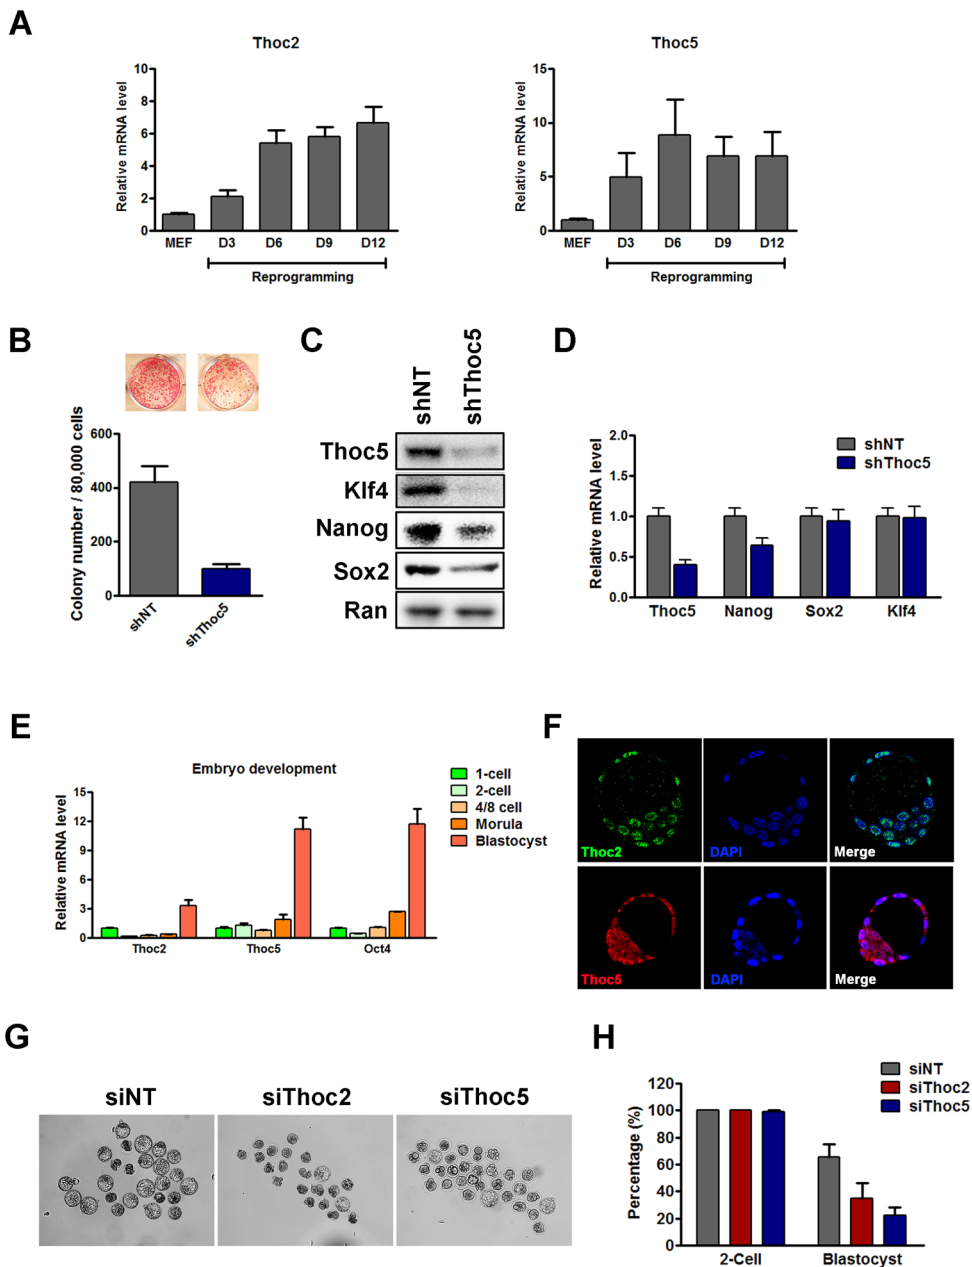 A
Thoc2
Relative mRNA level
10
8
6
4
2
0
MEF D3 D6 D9 D12
Reprogramming
Thoc5
Relative mRNA level
15
10
5
0
MEF D3 D6 D9 D12
Reprogramming
B
Colony number / 80,000 cells
600
400
200
0
shNT
shThoc5
C
shNT
shThoc5
Thoc5
Klf4
Nanog
Sox2
Ran
D
Relative mRNA level
2.0
1.5
1.0
0.5
0.0
shNT
shThoc5
Thoc5 Nanog Sox2 Klf4
E
Embryo development
Relative mRNA level
15
12
9
6
3
0
Thoc2 Thoc5 Oct4
1-cell
2-cell
4/8 cell
Morula
Blastocyst
F
Thoc2 DAPI Merge
Thoc5 DAPI Merge
G
siNT siThoc2 siThoc5
H
siNT
siThoc2
siThoc5
Percentage (%)
120
100
80
60
40
20
0
2-Cell Blastocyst